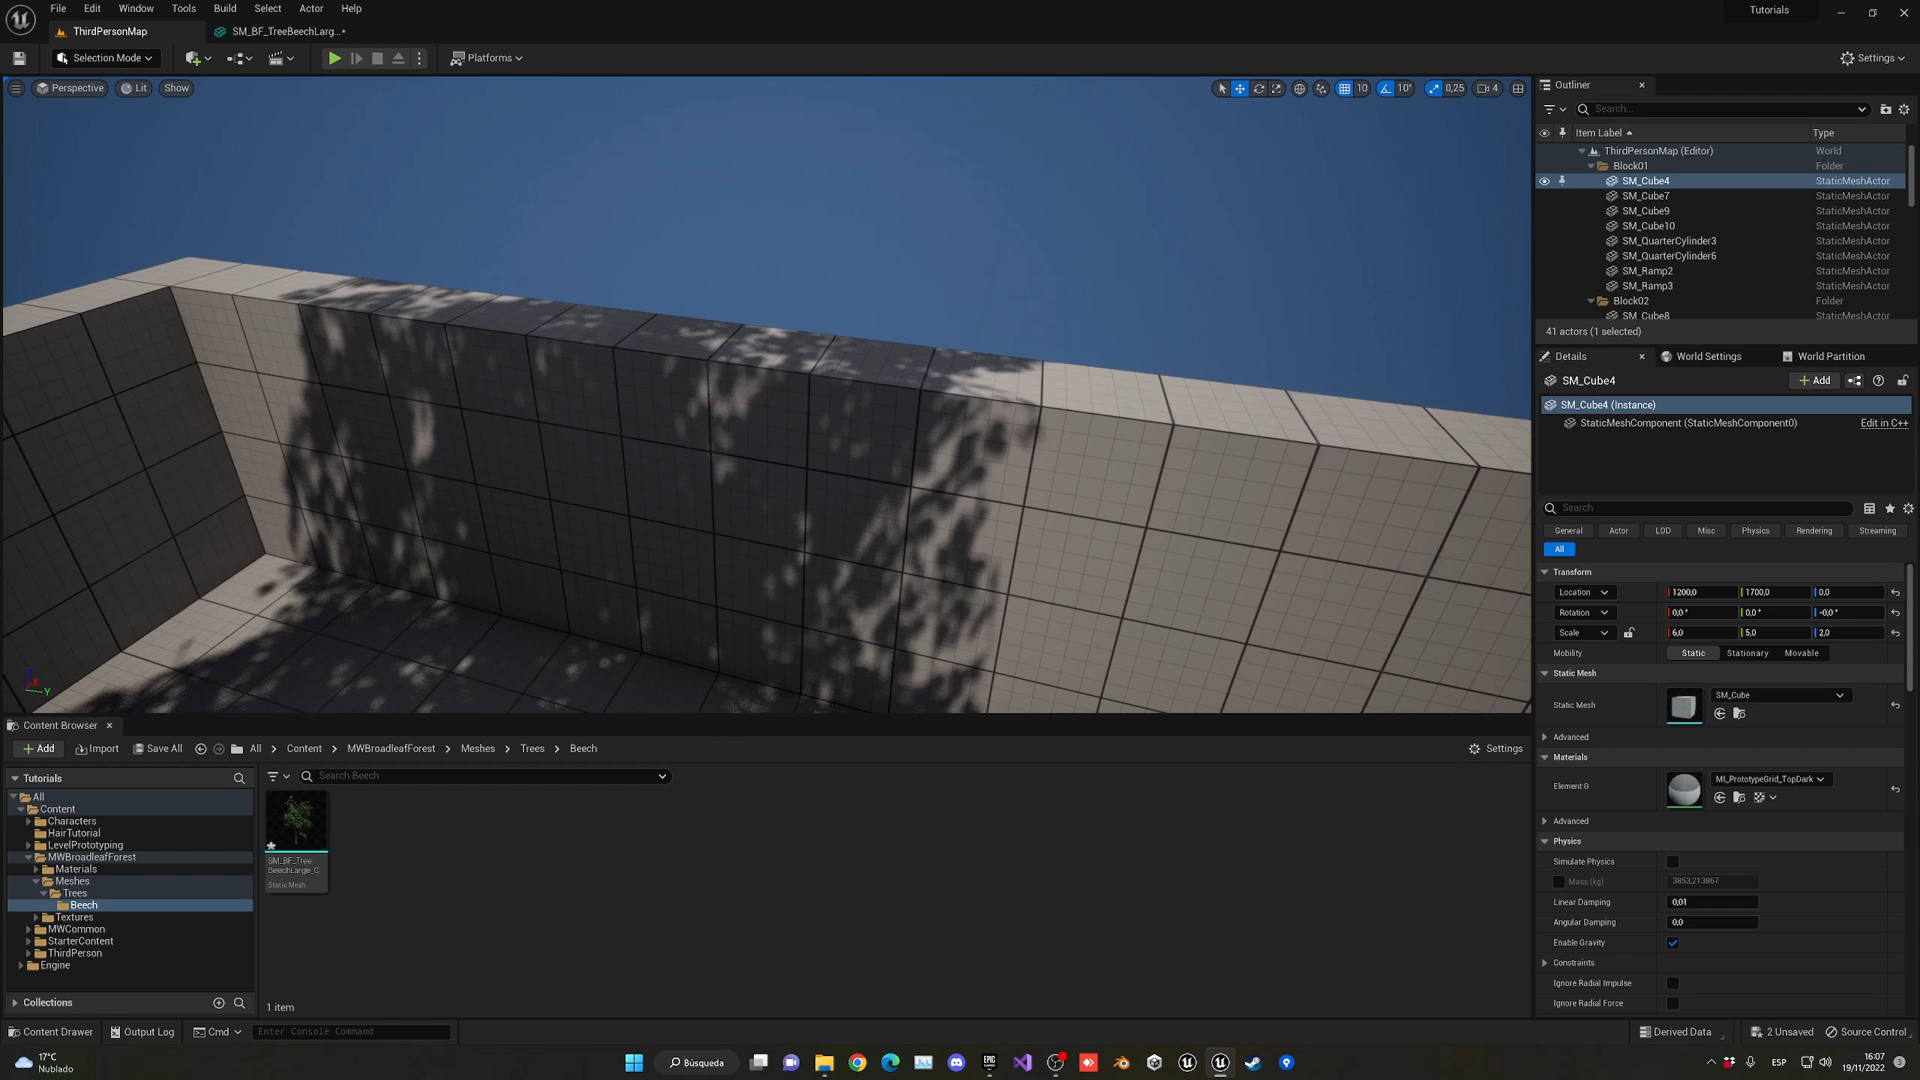 File Edit Window Tools Build Select Actor Help
Tutorials
ThirdPersonMap
SM_BF_TreeBeechLarg...*
Selection Mode
Platforms
Settings
Perspective Lit Show
10 10° 0,25 4
Outliner
Search...
Item Label Type
ThirdPersonMap (Editor) World
Block01 Folder
SM_Cube4 StaticMeshActor
SM_Cube7 StaticMeshActor
SM_Cube9 StaticMeshActor
SM_Cube10 StaticMeshActor
SM_QuarterCylinder3 StaticMeshActor
SM_QuarterCylinder6 StaticMeshActor
SM_Ramp2 StaticMeshActor
SM_Ramp3 StaticMeshActor
Block02 Folder
SM_Cube8 StaticMeshActor
41 actors (1 selected)
Details World Settings World Partition
SM_Cube4 Add
SM_Cube4 (Instance)
StaticMeshComponent (StaticMeshComponent0) Edit in C++
Search
General Actor LOD Misc Physics Rendering Streaming
All
Transform
Location 1200,0 1700,0 0,0
Rotation 0,0 ° 0,0 ° -0,0 °
Scale 6,0 5,0 2,0
Mobility Static Stationary Movable
Static Mesh
Static Mesh SM_Cube
Advanced
Materials
Element 0 MI_PrototypeGrid_TopDark
Advanced
Physics
Simulate Physics
Mass (kg) 3853,213867
Linear Damping 0,01
Angular Damping 0,0
Enable Gravity
Constraints
Ignore Radial Impulse
Ignore Radial Force
X Y
Content Browser
Add Import Save All All Content MWBroadleafForest Meshes Trees Beech Settings
Tutorials
Search Beech
All
Content
Characters
HairTutorial
LevelPrototyping
MWBroadleafForest
Materials
Meshes
Trees
Beech
Textures
MWCommon
StarterContent
ThirdPerson
Engine
SM_BF_Tree
BeechLarge_C
Static Mesh
Collections
1 item
Content Drawer Output Log Cmd Enter Console Command Derived Data 2 Unsaved Source Control
17°C
Nublado
Búsqueda
EPIC
ESP
16:07
19/11/2022
3